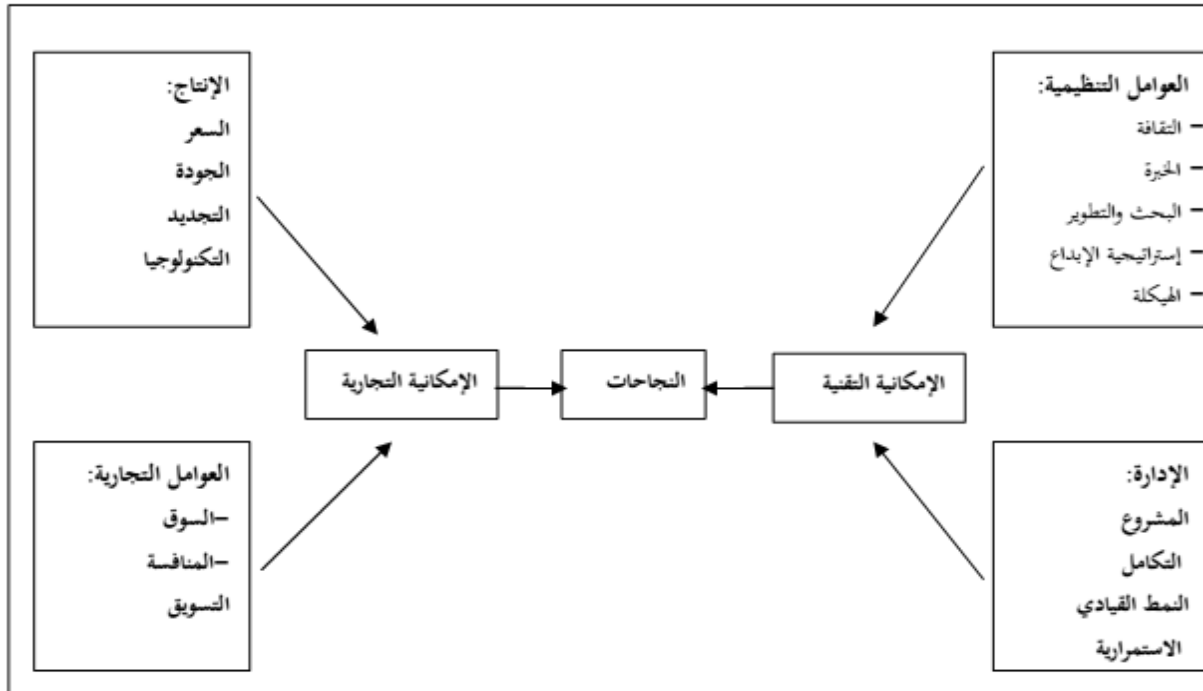 العوامل التنظيمية:
– التقافة
– الخبرة
– البحث والتطوير
– إستراتيجية الإبداع
– الهيكلة
الإنتاج:
السعر
الجودة
التجديد
التكنولوجيا
الإمكانية التقنية
النجاحات
الإمكانية التجارية
الإدارة:
المشروع
التكامل
النمط القيادي
الاستمرارية
العوامل التجارية:
–السوق
–المنافسة
التسويق